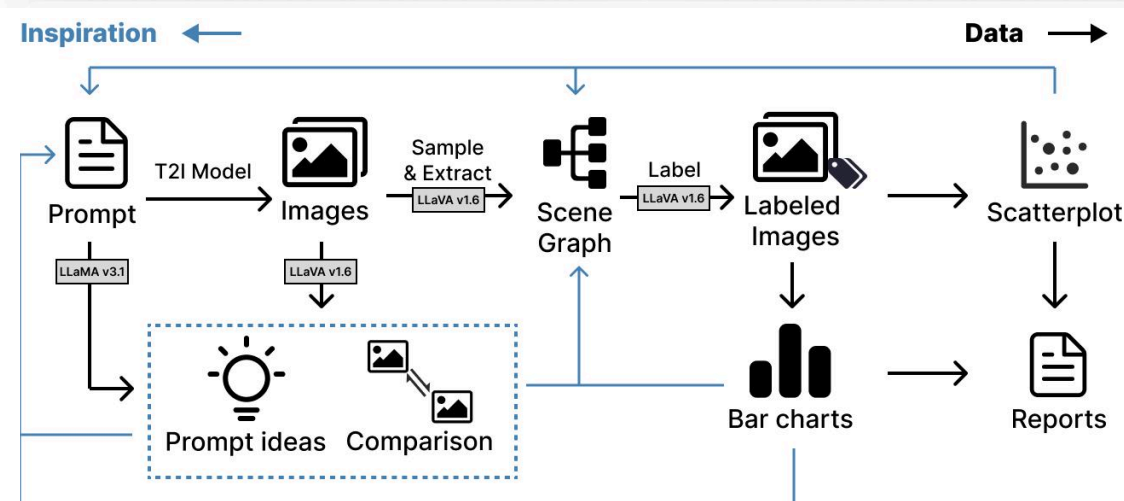 Inspiration
Data
T2I Model
Sample
& Extract
LLaVA v1.6
Label
LLaVA v1.6
Prompt
Images
Scene
Graph
Labeled
Images
Scatterplot
LLaMA v3.1
LLaVA v1.6
Prompt ideas
Comparison
Bar charts
Reports